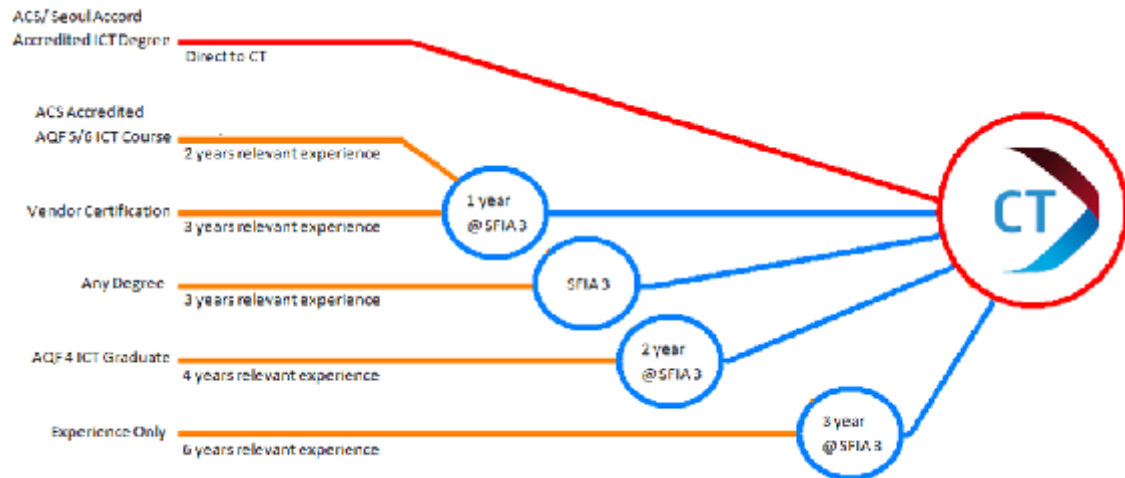 ACS/ Seoul Accord
Accredited ICT Degree
Direct to CT
ACS Accredited
AQF 5/6 ICT Course
2 years relevant experience
Vendor Certification
3 years relevant experience
1 year
@SFIA 3
Any Degree
3 years relevant experience
SFIA 3
AQF 4 ICT Graduate
4 years relevant experience
2 year
@SFIA 3
Experience Only
6 years relevant experience
3 year
@SFIA 3
CT